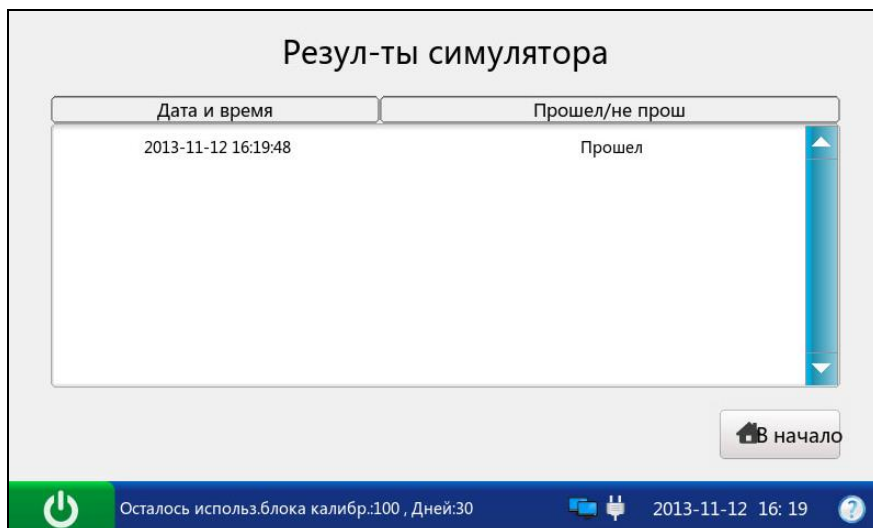 Резул-ты симулятора
Дата и время Прошел/не прош
2013-11-12 16:19:48 Прошел
В начало
Осталось использ.блока калибр.:100 , Дней:30 2013-11-12 16: 19 ?